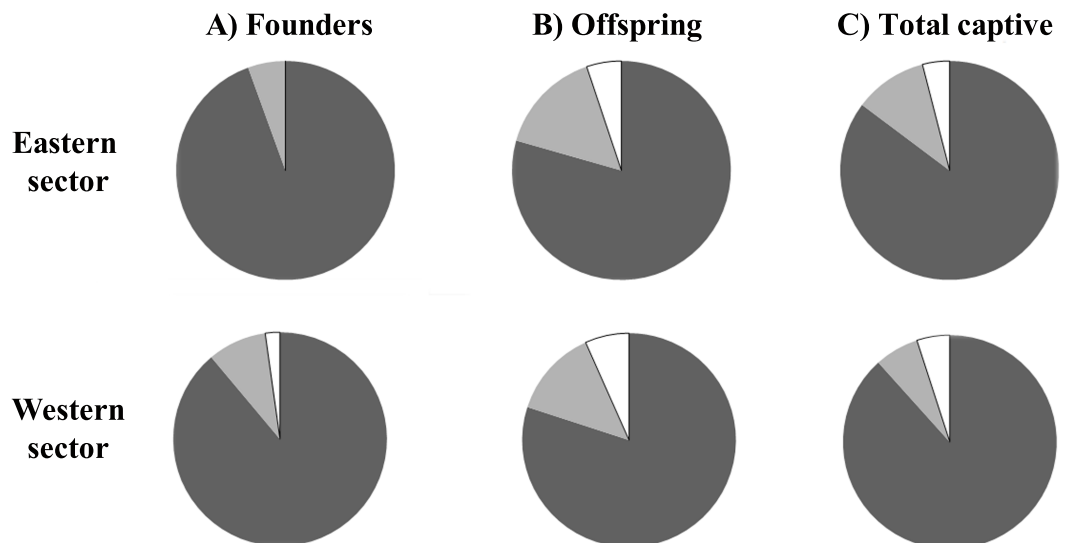 A) Founders
B) Offspring
C) Total captive
Eastern
sector
Western
sector